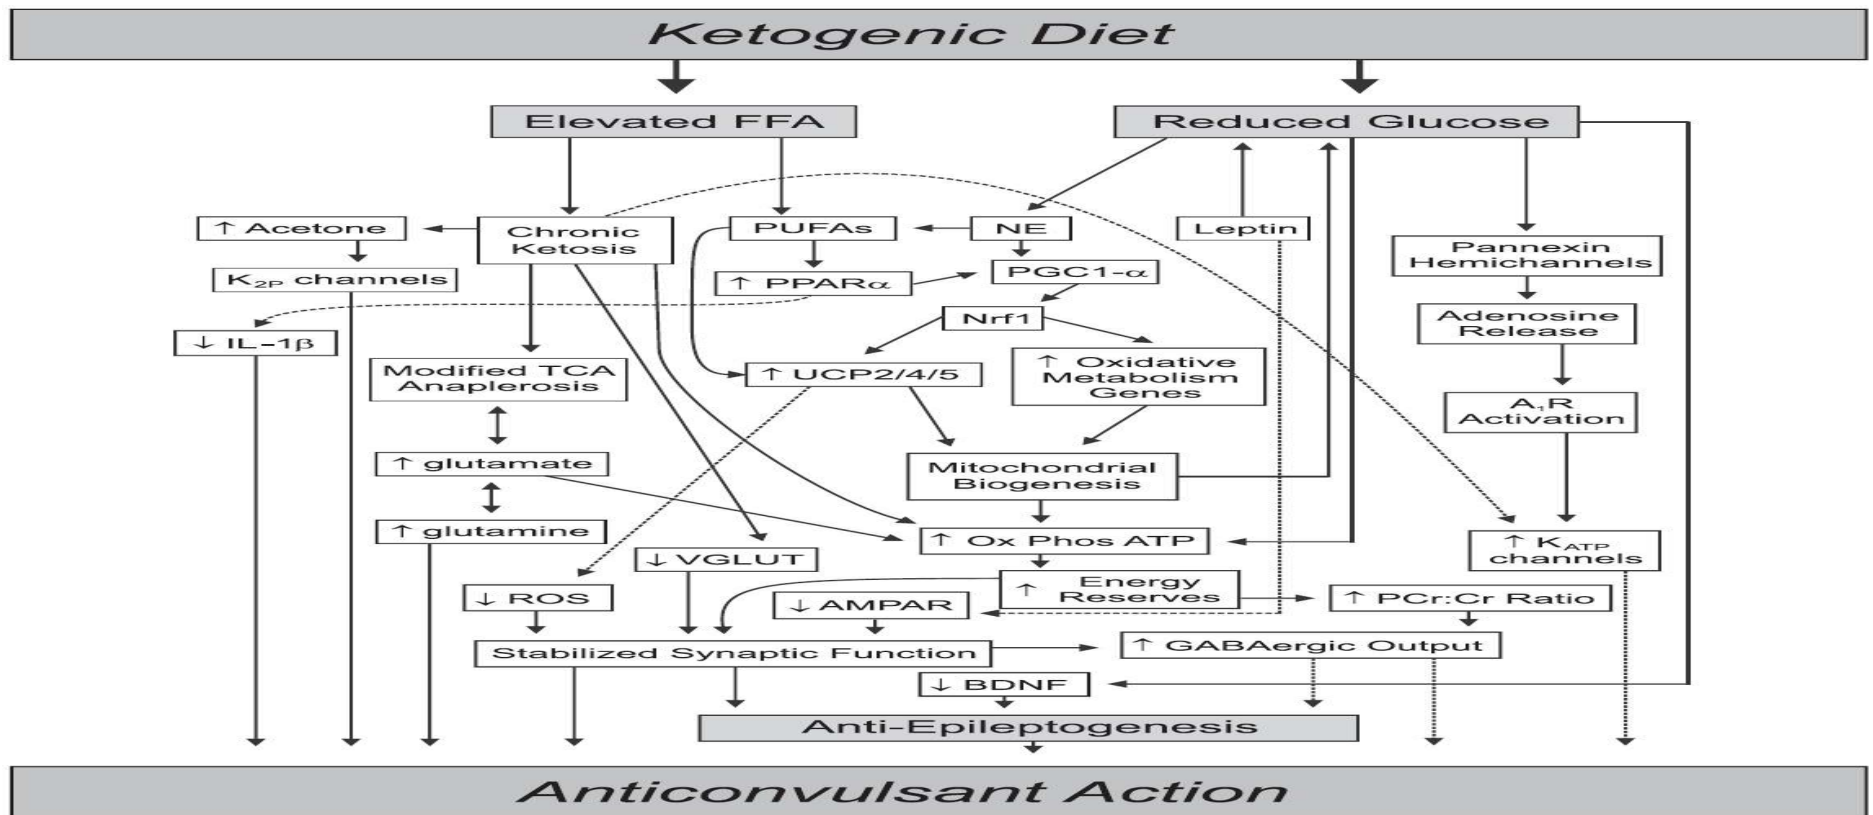 Ketogenic Diet
Elevated FFA
Reduced Glucose
↑ Acetone
Chronic
Ketosis
PUFAs
NE
Leptin
Pannexin
Hemichannels
K₂P channels
↑ PPARα
PGC1-α
↓ IL-1β
Nrf1
Adenosine
Release
Modified TCA
Anaplerosis
↑ UCP2/4/5
↑ Oxidative
Metabolism
Genes
A₁R
Activation
↑ glutamate
Mitochondrial
Biogenesis
↑ glutamine
↓ VGLUT
↑ Ox Phos ATP
↑ KATP
channels
↓ ROS
↓ AMPAR
↑ Energy
Reserves
↑ PCr:Cr Ratio
Stabilized Synaptic Function
↑ GABAergic Output
↓ BDNF
Anti-Epileptogenesis
Anticonvulsant Action